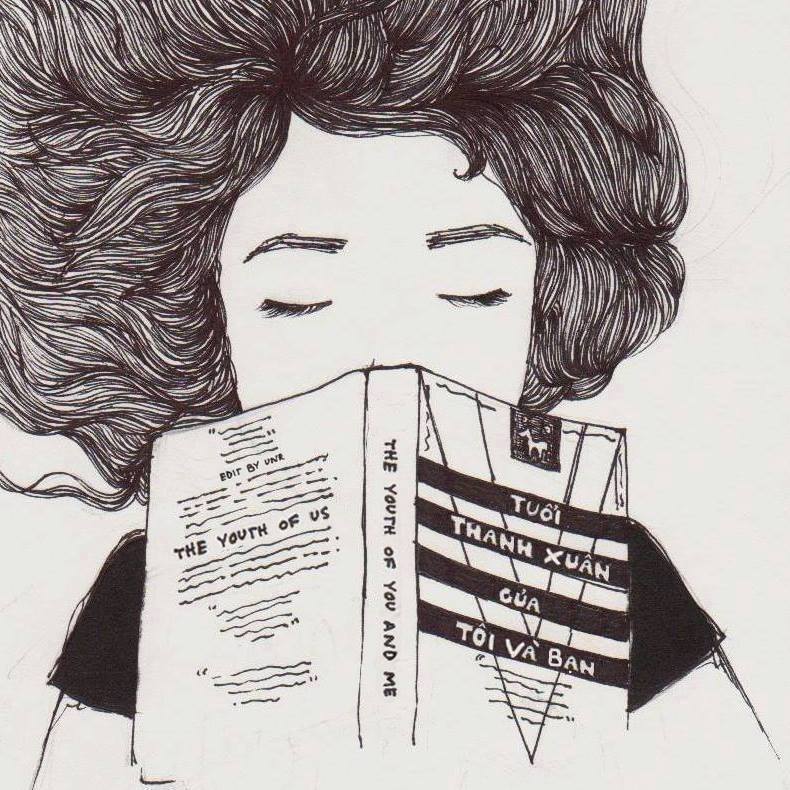 EDIT BY UNR
THE YOUTH OF US
THE YOUTH OF YOU AND ME
TUỔI
THANH XUÂN
CỦA
TÔI VÀ BẠN